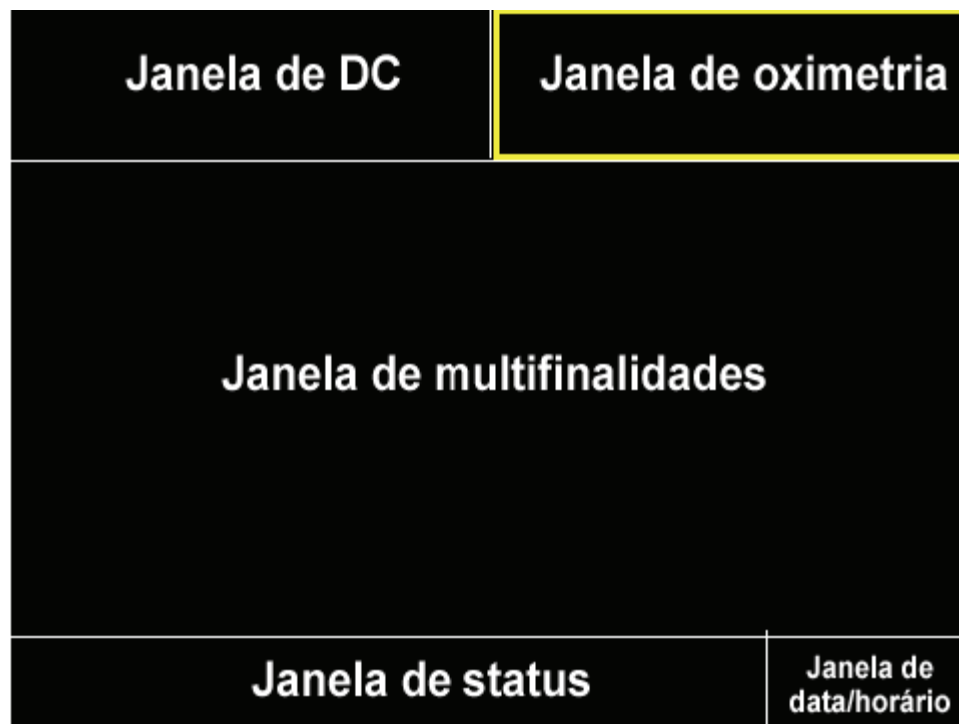 Janela de DC
Janela de oximetria
Janela de multifinalidades
Janela de status
Janela de
data/horário